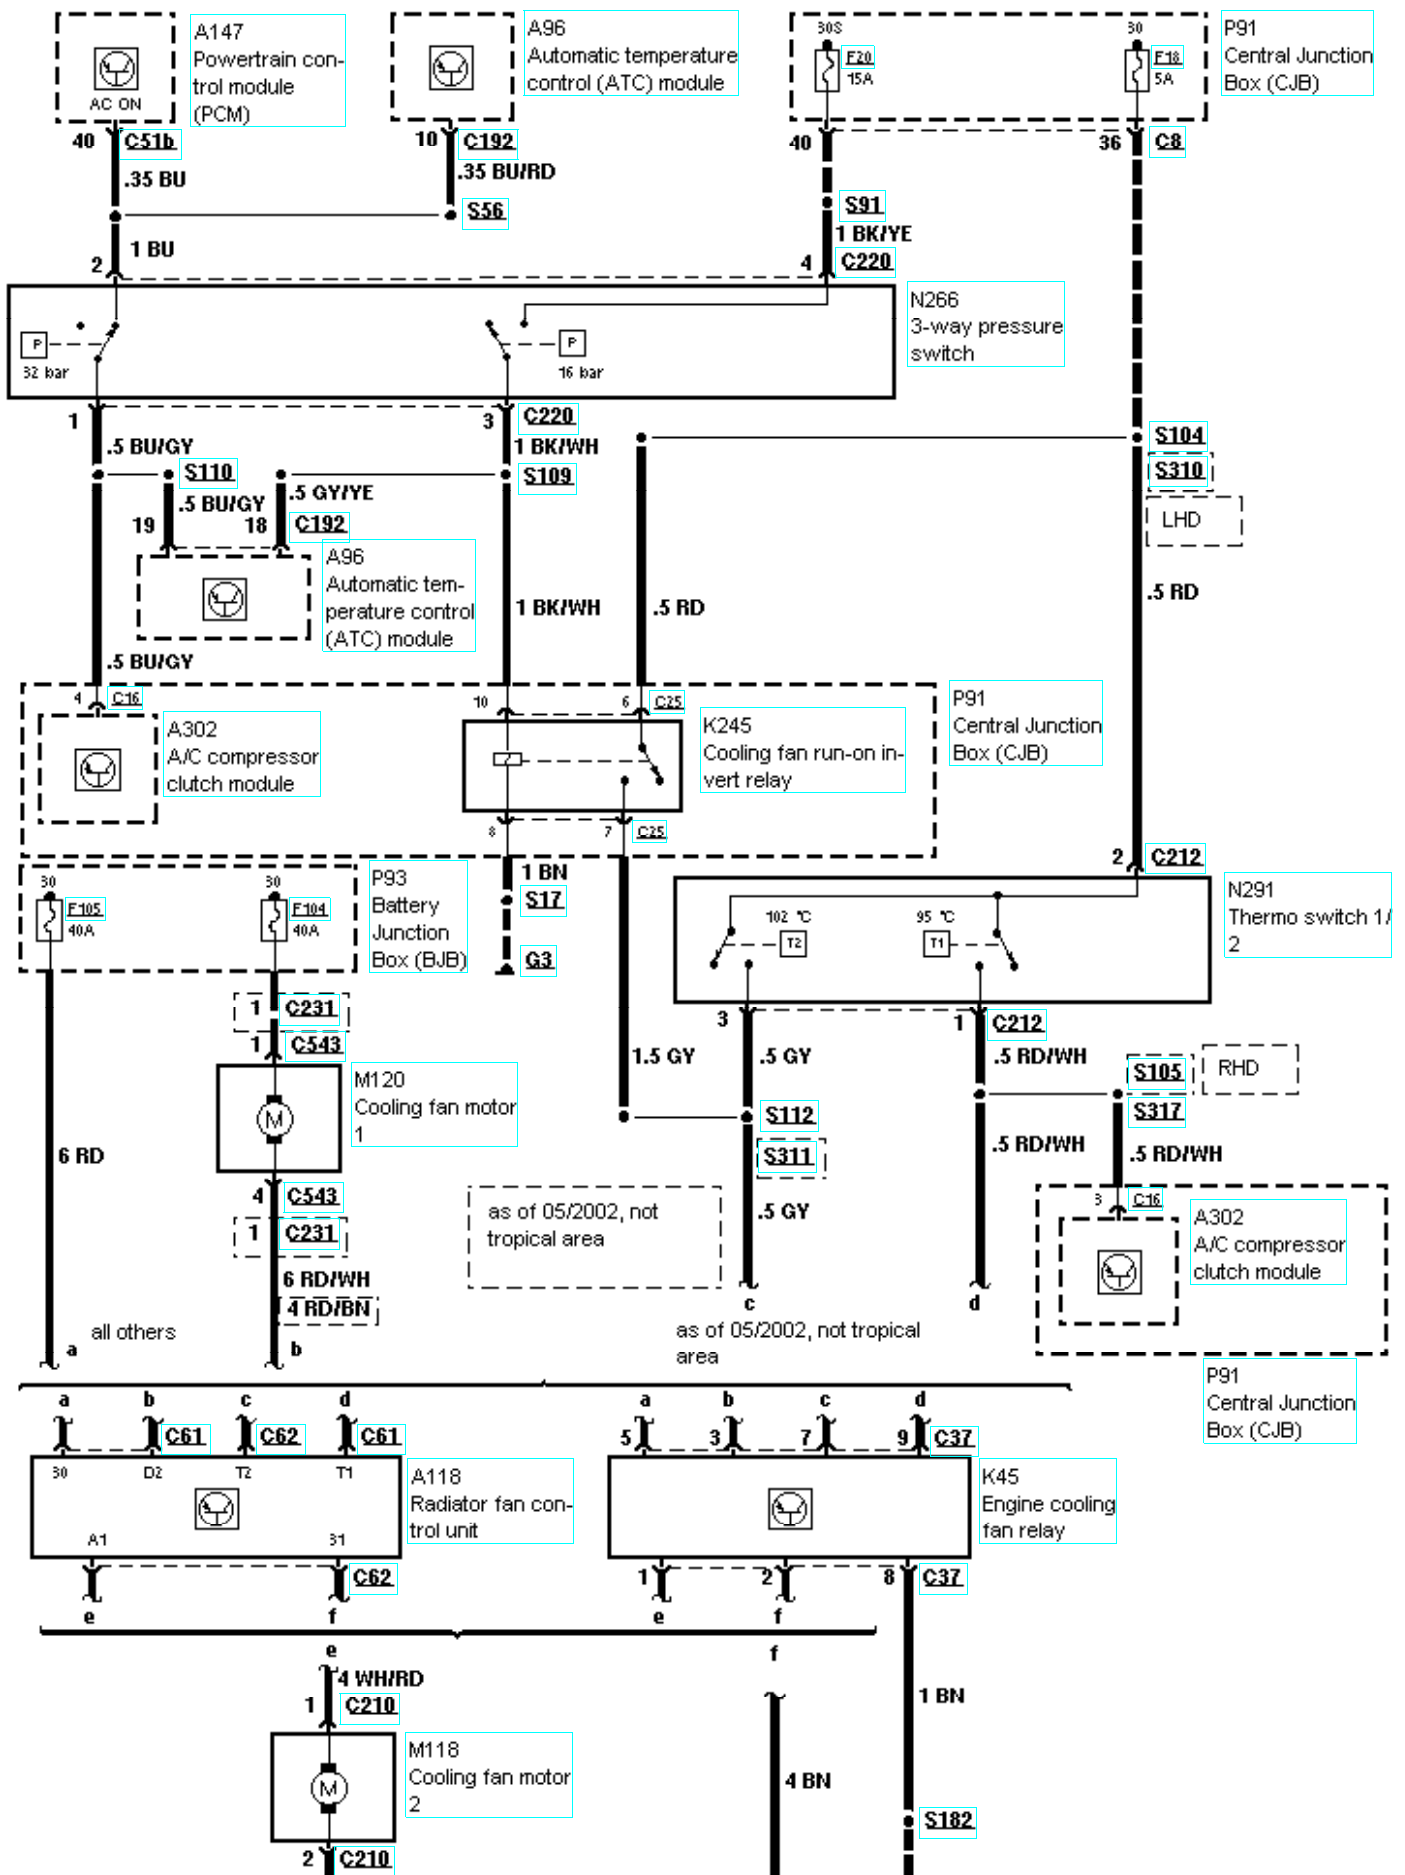 A147
Powertrain con-
trol module
(PCM)
AC ON
A96
Automatic temperature
control (ATC) module
30S
F20
15A
30
F18
5A
P91
Central Junction
Box (CJB)
40
C51b
.35 BU
10
C192
.35 BU/RD
40
36
C8
S56
S91
1 BU
1 BK/YE
2
4
C220
N266
3-way pressure
switch
P
32 bar
P
16 bar
1
3
C220
.5 BU/GY
1 BK/WH
S104
S110
S109
S310
.5 BU/GY
.5 GY/YE
19
18
C192
LHD
A96
Automatic tem-
perature control
(ATC) module
1 BK/WH
.5 RD
.5 RD
.5 BU/GY
4
C16
10
6
C25
A302
A/C compressor
clutch module
K245
Cooling fan run-on in-
vert relay
P91
Central Junction
Box (CJB)
8
7
C25
30
F105
40A
30
F104
40A
P93
Battery
Junction
Box (BJB)
1 BN
S17
G3
2
C212
N291
Thermo switch 1/
2
102 °C
T2
95 °C
T1
1
C231
1
C543
3
1
C212
1.5 GY
.5 GY
.5 RD/WH
S105
RHD
M120
Cooling fan motor
1
M
S112
S317
6 RD
S311
.5 RD/WH
.5 RD/WH
4
C543
1
C231
as of 05/2002, not
tropical area
.5 GY
3
C16
A302
A/C compressor
clutch module
6 RD/WH
4 RD/BN
all others
a
b
c
d
as of 05/2002, not tropical
area
P91
Central Junction
Box (CJB)
a
b
c
d
a
b
c
d
C61
C62
C61
5
3
7
9
C37
30
D2
T2
T1
A118
Radiator fan con-
trol unit
K45
Engine cooling
fan relay
A1
31
C62
1
2
8
C37
e
f
e
f
e
f
4 WH/RD
1
C210
1 BN
M118
Cooling fan motor
2
M
4 BN
S182
2
C210